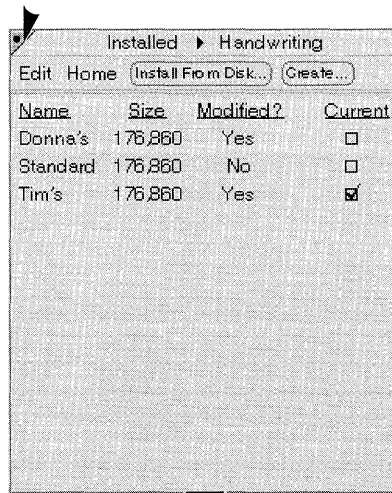 Installed ▸ Handwriting
Edit Home Install From Disk... Create...
Name Size Modified? Current
Donna's 176,860 Yes
Standard 176,860 No
Tim's 176,860 Yes